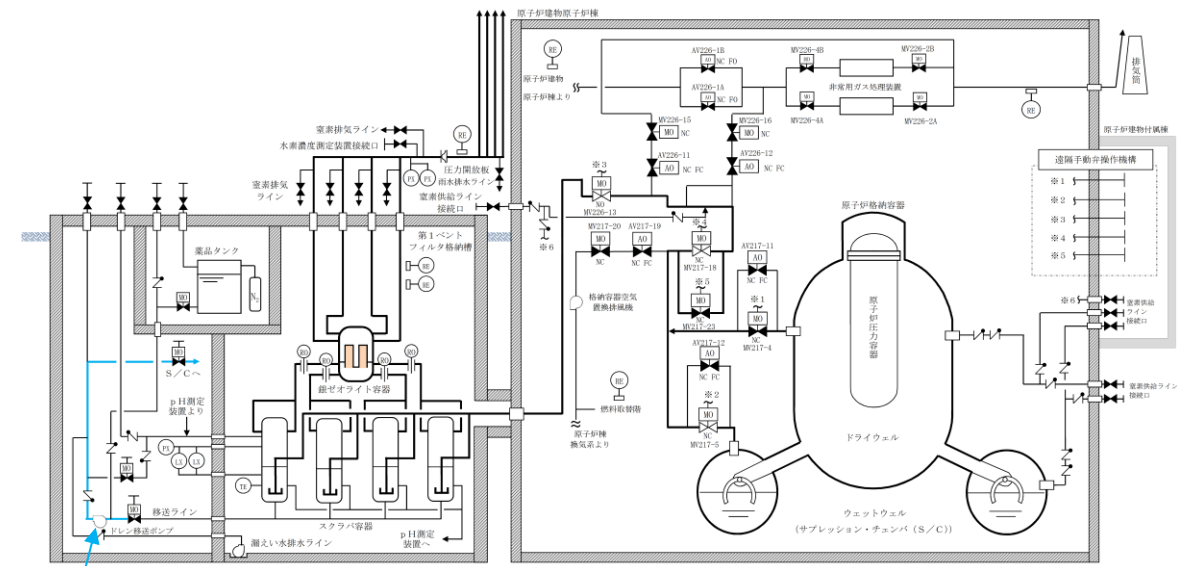 原子炉建物原子炉棟
RE
原子炉建物
原子炉棟より
AV226-1B
AO
NC FO
AV226-1A
AO
NC FO
MV226-4B
MO
MV226-2B
MO
非常用ガス処理装置
MO
MV226-4A
MO
MV226-2A
RE
排気筒
MV226-15
MO
NC
MV226-16
MO
NC
AV226-11
AO
NC FC
AV226-12
AO
NC FC
原子炉建物付属棟
遠隔手動弁操作機構
※1
※2
※3
※4
※5
※6
窒素供給
ライン
接続口
窒素供給ライン
接続口
窒素排気ライン
水素濃度測定装置接続口
RE
PX
PX
圧力開放板
雨水排水ライン
窒素排気
ライン
窒素供給ライン
接続口
※6
※3
MO
NO
MV226-13
MV217-20
MO
NC
AV217-19
AO
NC FC
※4
MO
NC
MV217-18
※5
MO
NC
MV217-23
AV217-11
AO
NC FC
※1
MO
NC
MV217-4
AV217-12
AO
NC FC
※2
MO
NC
MV217-5
格納容器空気
置換排風機
RE
燃料取替階
原子炉棟
換気系より
原子炉格納容器
原子炉圧力容器
ドライウェル
ウェットウェル
(サプレッション・チェンバ(S/C))
第1ベント
フィルタ格納槽
RE
RE
薬品タンク
MO
N2
MO
S/Cへ
pH測定
装置より
PX
LX
LX
MO
TE
MO
移送ライン
ドレン移送ポンプ
漏えい水排水ライン
RO
RO
RO
RO
銀ゼオライト容器
スクラバ容器
pH測定
装置へ